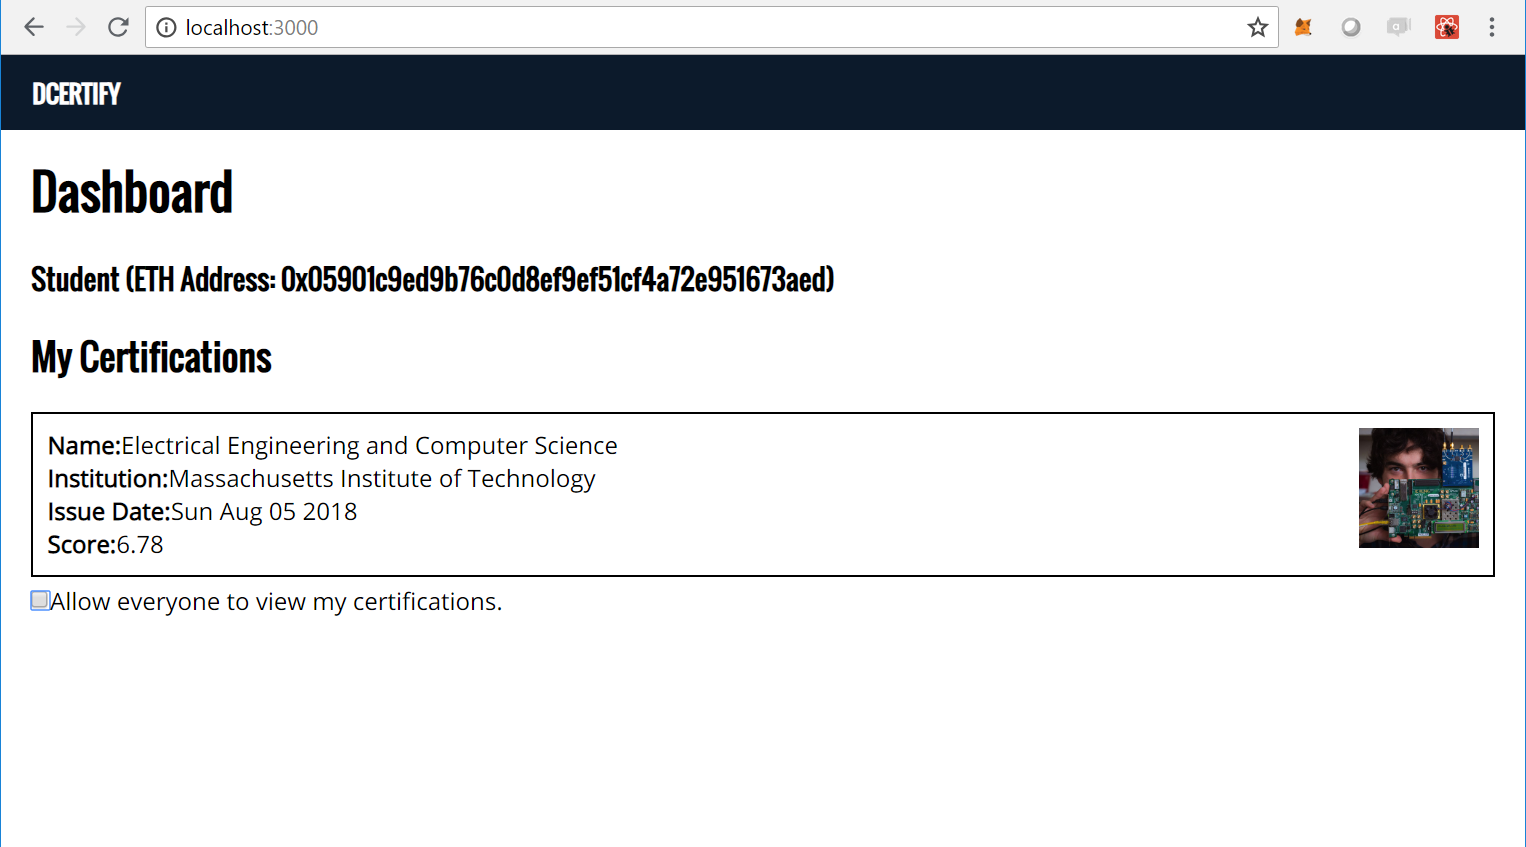 localhost:3000
DCERTIFY
Dashboard
Student (ETH Address: 0x05901c9ed9b76c0d8ef9ef51cf4a72e951673aed)
My Certifications
Name:Electrical Engineering and Computer Science
Institution:Massachusetts Institute of Technology
Issue Date:Sun Aug 05 2018
Score:6.78
Allow everyone to view my certifications.